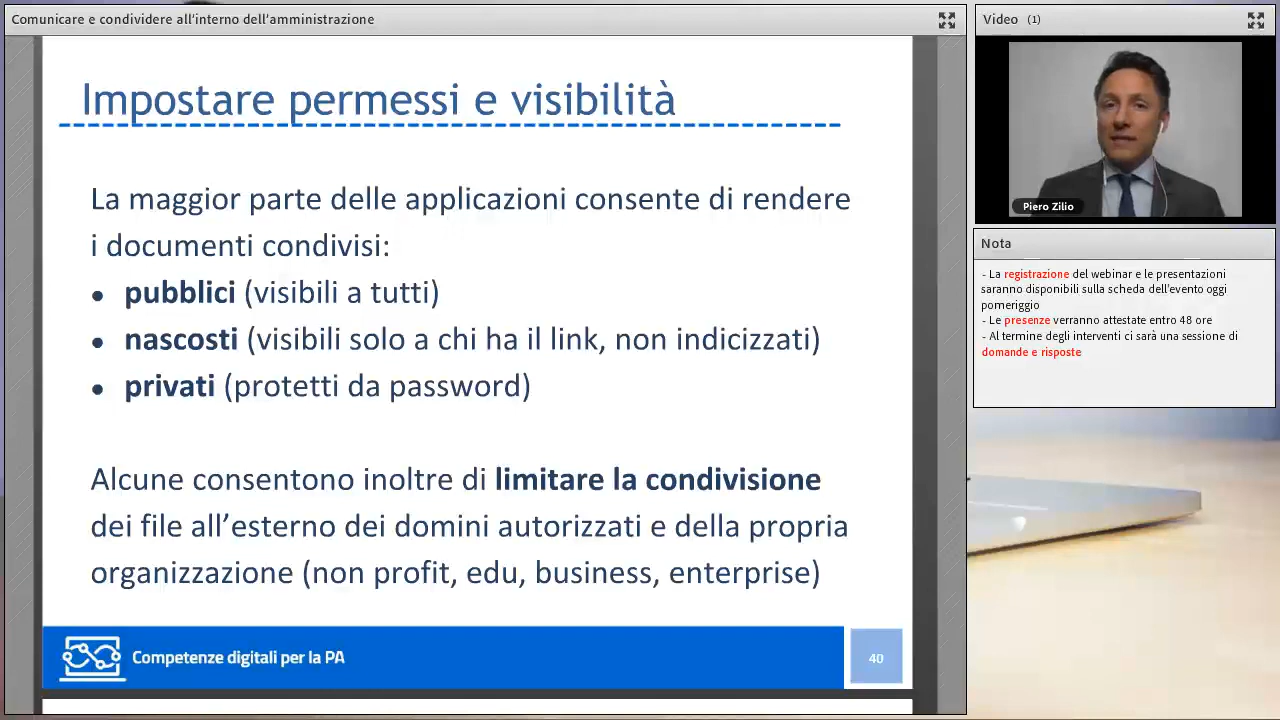 Comunicare e condividere all'interno dell'amministrazione
Impostare permessi e visibilità
La maggior parte delle applicazioni consente di rendere
i documenti condivisi:
● pubblici (visibili a tutti)
● nascosti (visibili solo a chi ha il link, non indicizzati)
● privati (protetti da password)
Alcune consentono inoltre di limitare la condivisione
dei file all'esterno dei domini autorizzati e della propria
organizzazione (non profit, edu, business, enterprise)
Competenze digitali per la PA
40
Video (1)
Piero Zilio
Nota
- La registrazione del webinar e le presentazioni
saranno disponibili sulla scheda dell'evento oggi
pomeriggio
- Le presenze verranno attestate entro 48 ore
- Al termine degli interventi ci sarà una sessione di
domande e risposte